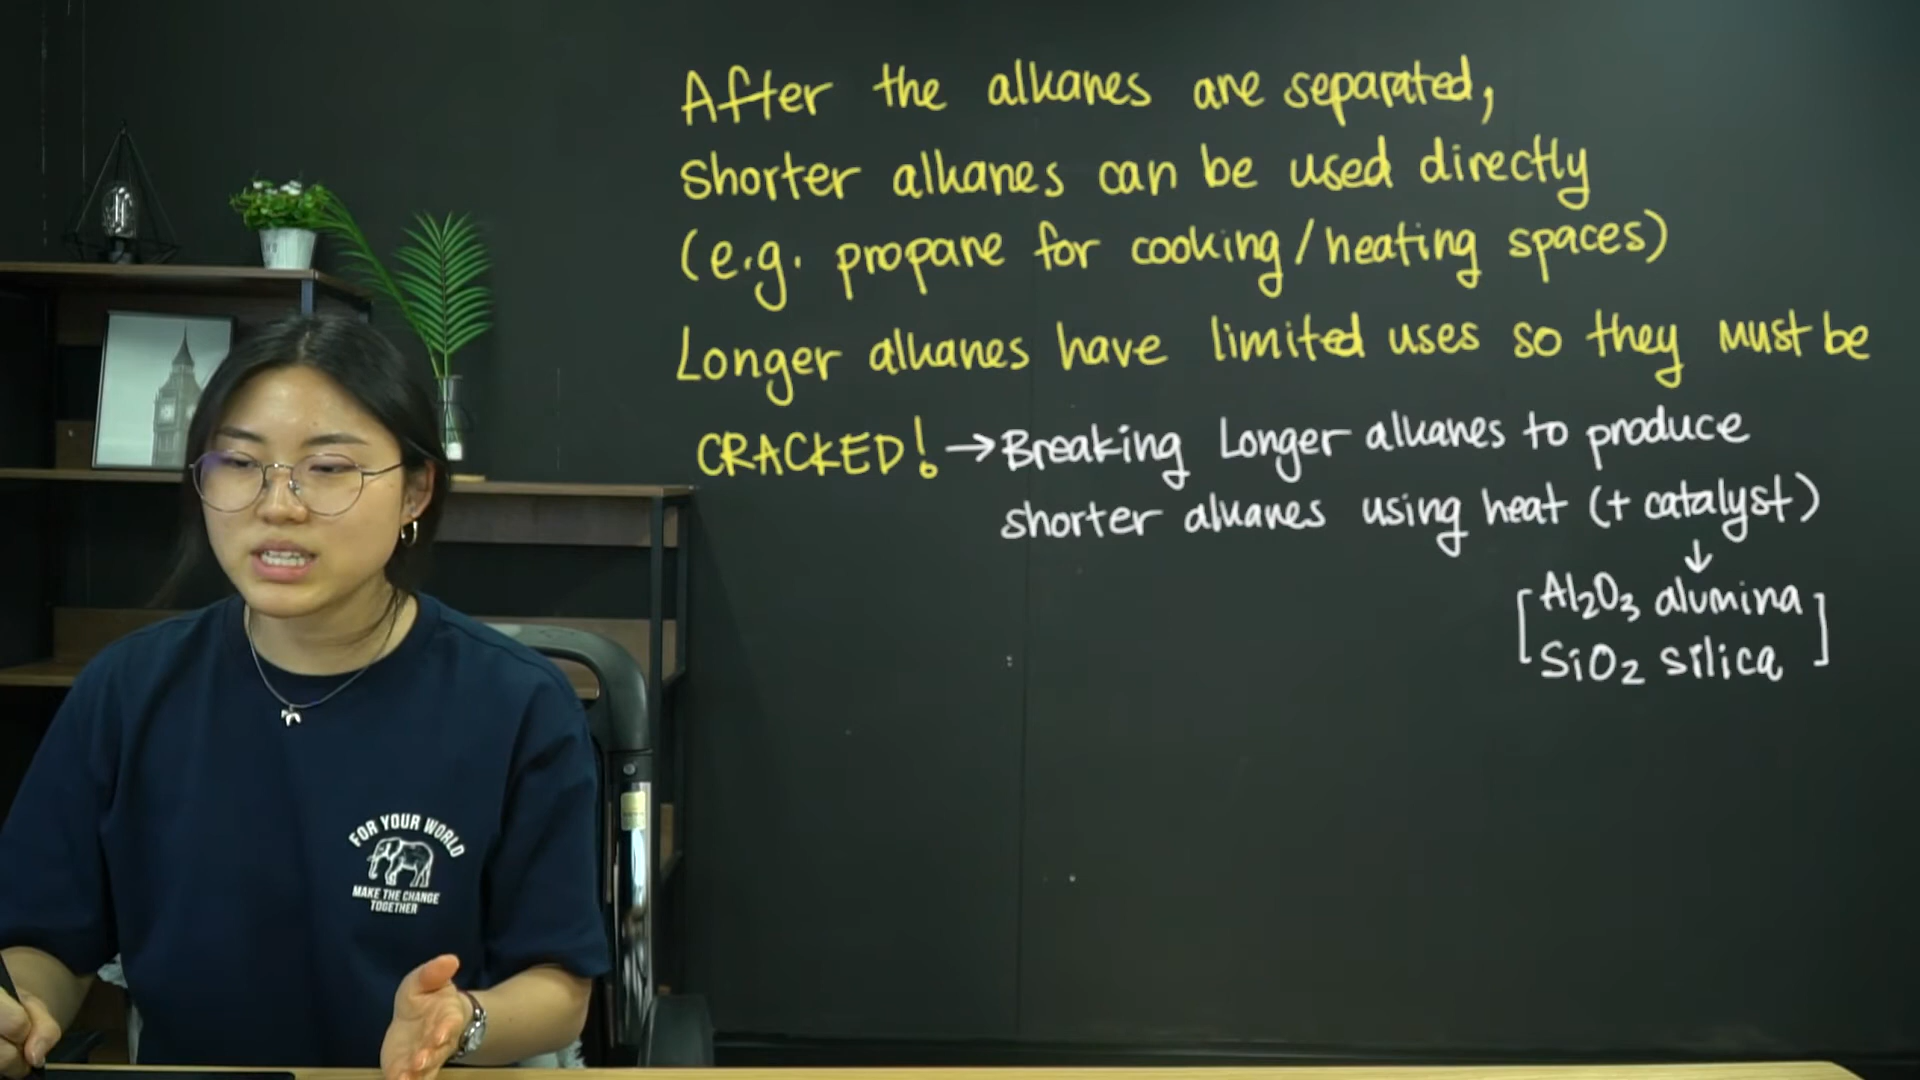 After the alkanes are separated,
shorter alkanes can be used directly
(e.g. propane for cooking/heating spaces)
Longer alkanes have limited uses so they must be
CRACKED! → Breaking Longer alkanes to produce
shorter alkanes using heat (+ catalyst)
↓
[Al₂O₃ alumina
SiO₂ silica]
FOR YOUR WORLD
MAKE THE CHANGE
TOGETHER